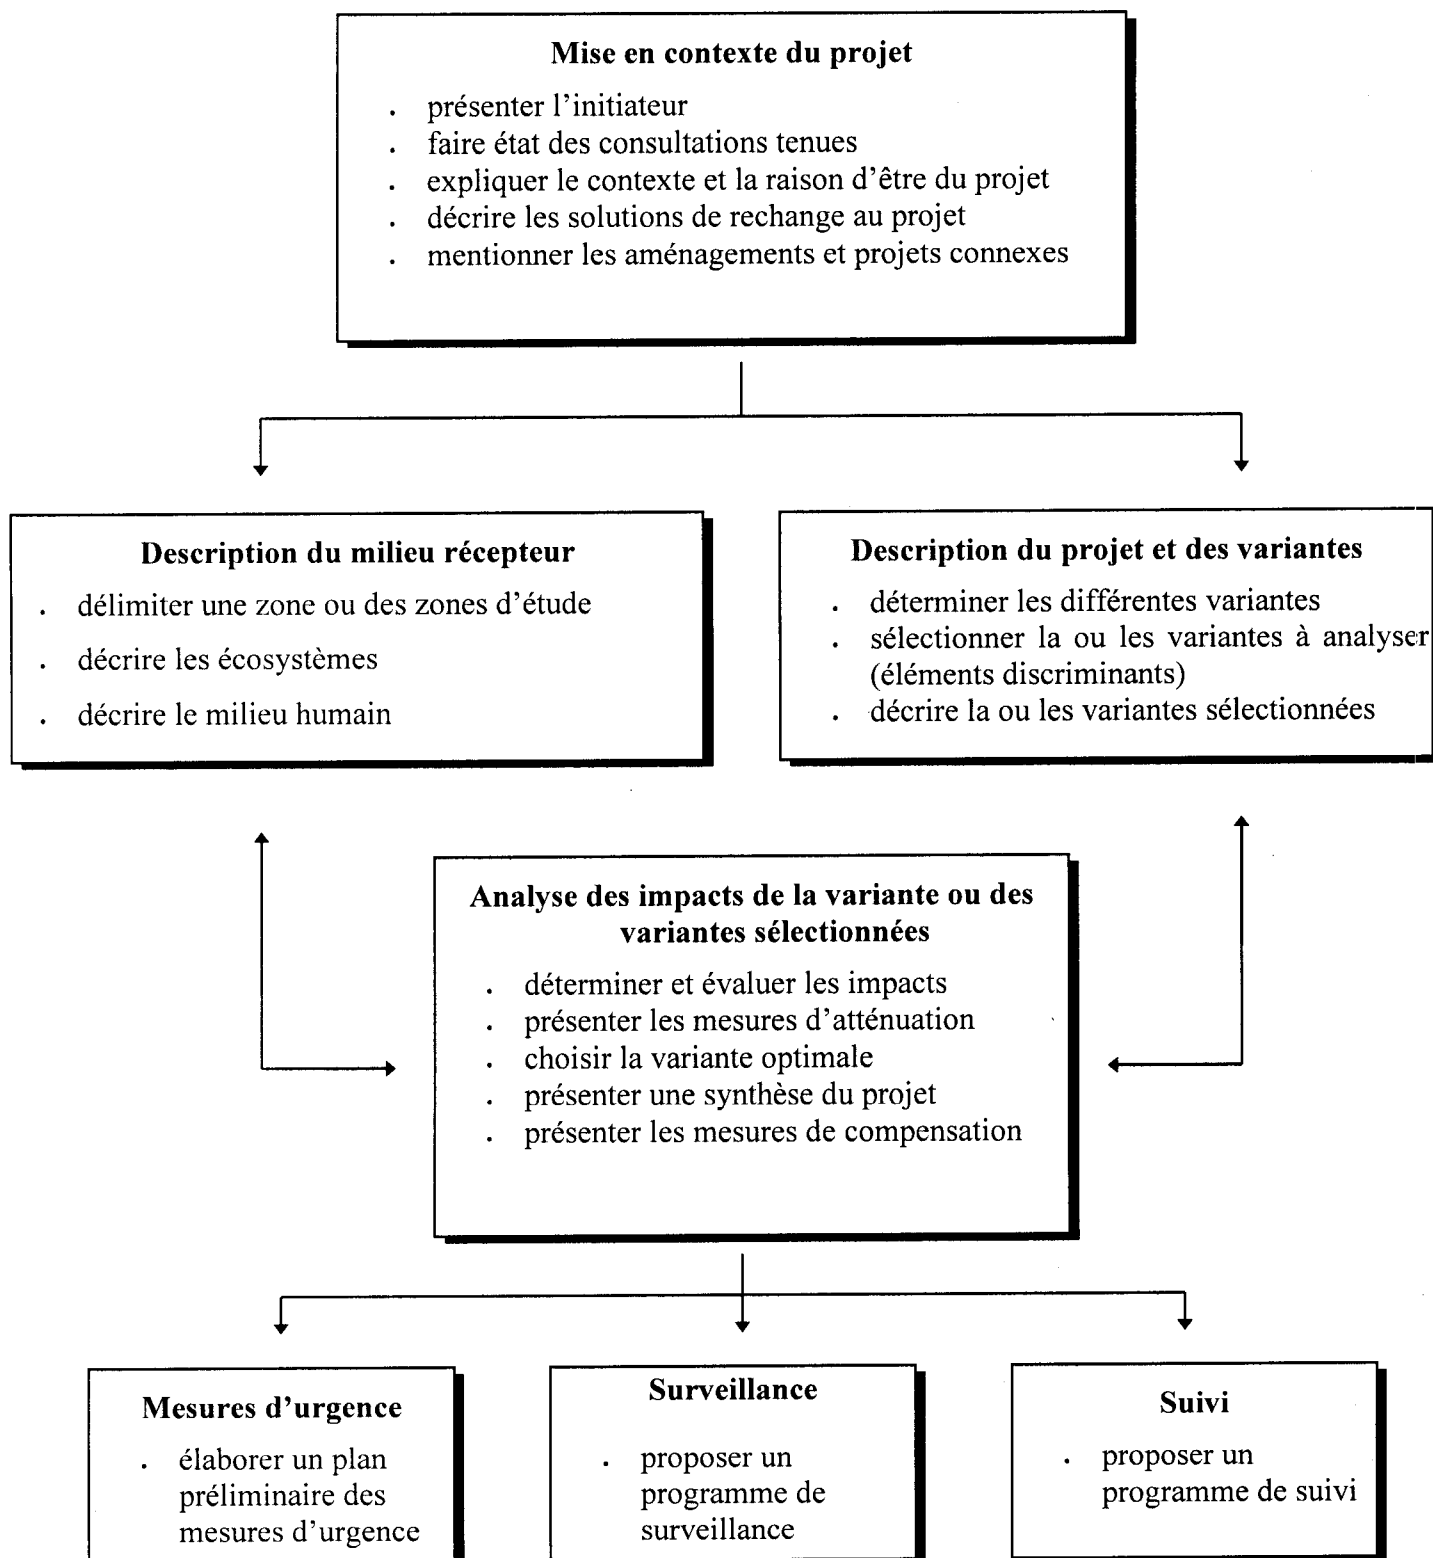 Mise en contexte du projet
. présenter l'initiateur
. faire état des consultations tenues
. expliquer le contexte et la raison d'être du projet
. décrire les solutions de rechange au projet
. mentionner les aménagements et projets connexes
Description du milieu récepteur
. délimiter une zone ou des zones d'étude
. décrire les écosystèmes
. décrire le milieu humain
Description du projet et des variantes
. déterminer les différentes variantes
. sélectionner la ou les variantes à analyser
(éléments discriminants)
. décrire la ou les variantes sélectionnées
Analyse des impacts de la variante ou des
variantes sélectionnées
. déterminer et évaluer les impacts
. présenter les mesures d'atténuation
. choisir la variante optimale
. présenter une synthèse du projet
. présenter les mesures de compensation
Mesures d'urgence
. élaborer un plan
préliminaire des
mesures d'urgence
Surveillance
. proposer un
programme de
surveillance
Suivi
. proposer un
programme de suivi